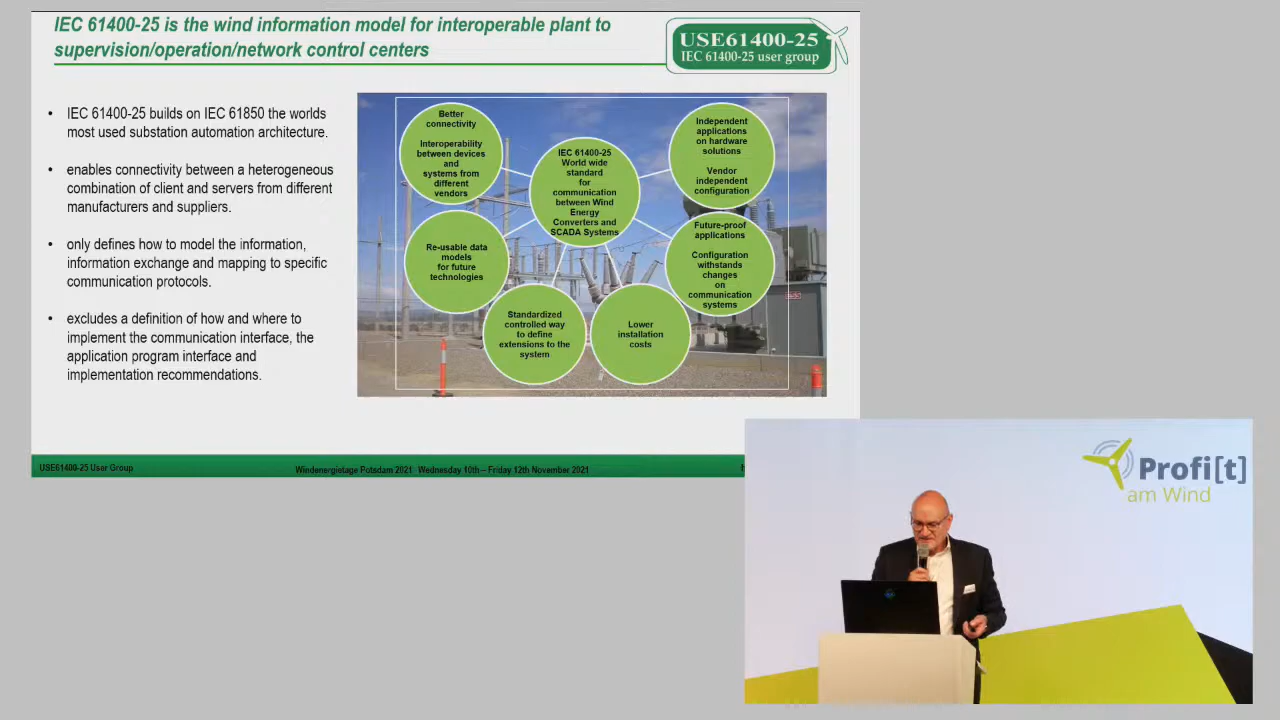 IEC 61400-25 is the wind information model for interoperable plant to
supervision/operation/network control centers
USE61400-25
IEC 61400-25 user group
• IEC 61400-25 builds on IEC 61850 the worlds
most used substation automation architecture.
• enables connectivity between a heterogeneous
combination of client and servers from different
manufacturers and suppliers.
• only defines how to model the information,
information exchange and mapping to specific
communication protocols.
• excludes a definition of how and where to
implement the communication interface, the
application program interface and
implementation recommendations.
Better
connectivity
Interoperability
between devices
and
systems from
different
vendors
IEC 61400-25
World wide
standard
for
communication
between Wind
Energy
Converters and
SCADA Systems
Independent
applications
on hardware
solutions
Vendor
independent
configuration
Re-usable data
models
for future
technologies
Future-proof
applications
Configuration
withstands
changes
on
communication
systems
Standardized
controlled way
to define
extensions to the
system
Lower
installation
costs
USE61400-25 User Group
Windenergietage Potsdam 2021 Wednesday 10th – Friday 12th November 2021
Profi[t]
am Wind